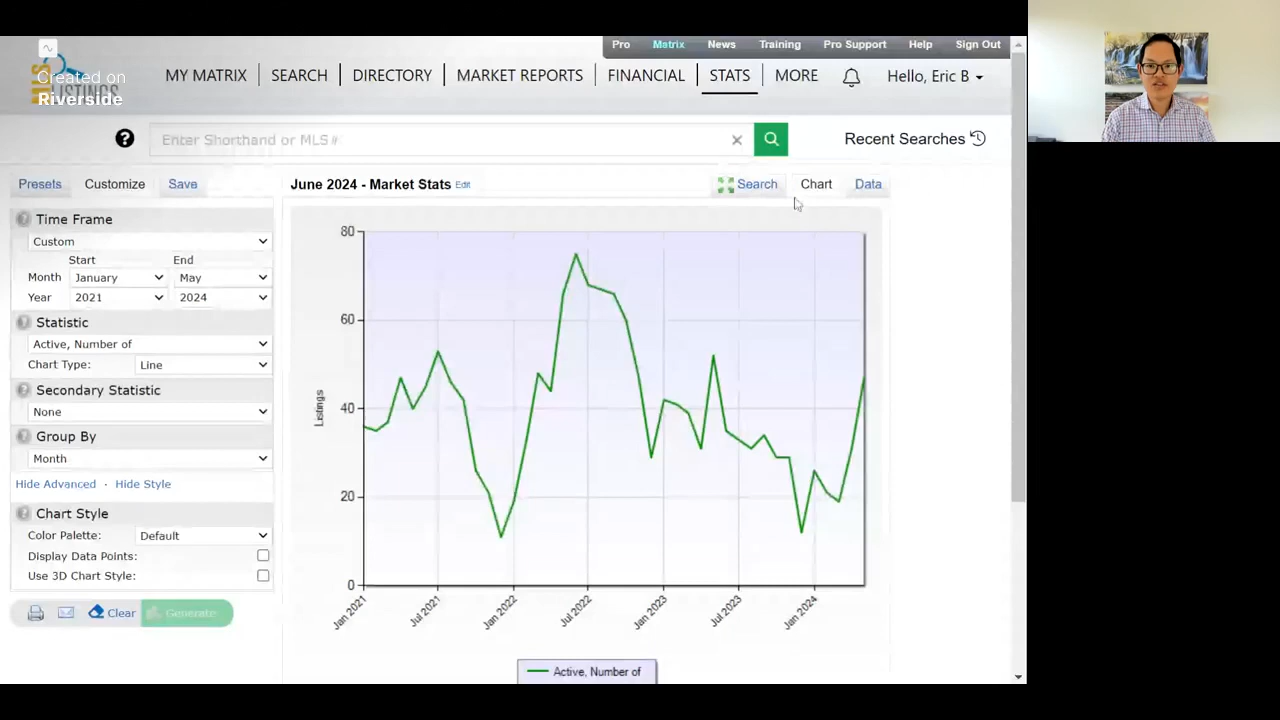 Pro Matrix News Training Pro Support Help Sign Out
Created on
Riverside
MLS
LISTINGS
MY MATRIX SEARCH DIRECTORY MARKET REPORTS FINANCIAL STATS MORE Hello, Eric B
? Enter Shorthand or MLS # Recent Searches
Presets Customize Save
June 2024 - Market Stats Edit Search Chart Data
? Time Frame
Custom
Start End
Month January May
Year 2021 2024
? Statistic
Active, Number of
Chart Type: Line
? Secondary Statistic
None
? Group By
Month
Hide Advanced · Hide Style
? Chart Style
Color Palette: Default
Display Data Points:
Use 3D Chart Style:
Clear Generate
80
60
40
20
0
Listings
Jan 2021 Jul 2021 Jan 2022 Jul 2022 Jan 2023 Jul 2023 Jan 2024
Active, Number of